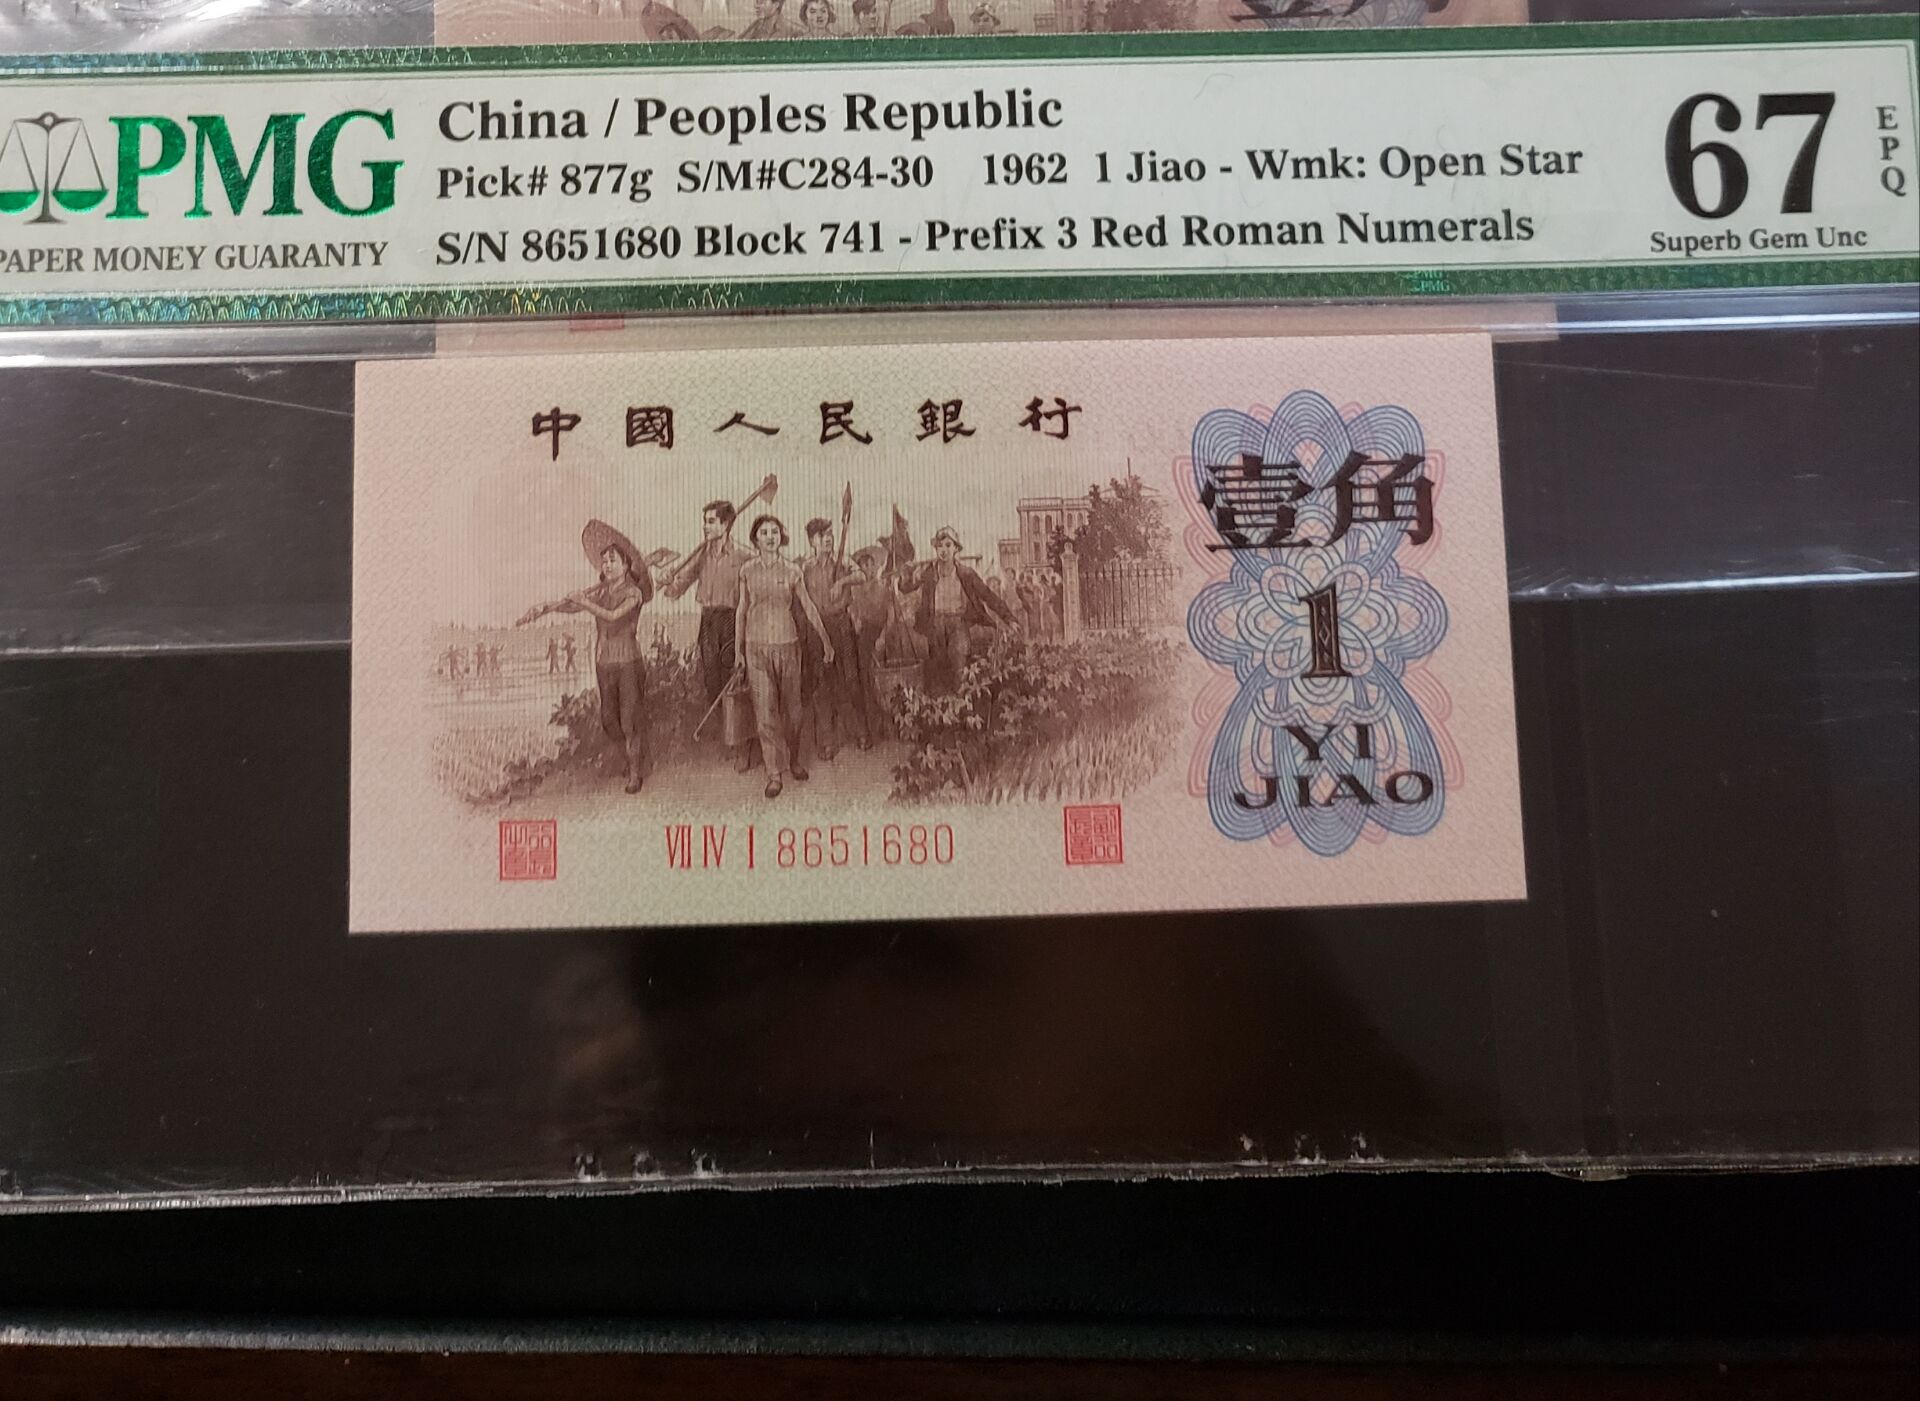 PMG
PAPER MONEY GUARANTY
China / Peoples Republic
Pick# 877g S/M#C284-30 1962 1 Jiao - Wmk: Open Star
S/N 8651680 Block 741 - Prefix 3 Red Roman Numerals
67
EPQ
Superb Gem Unc
中國人民銀行
壹角
1
YI
JIAO
VII IV I 8651680